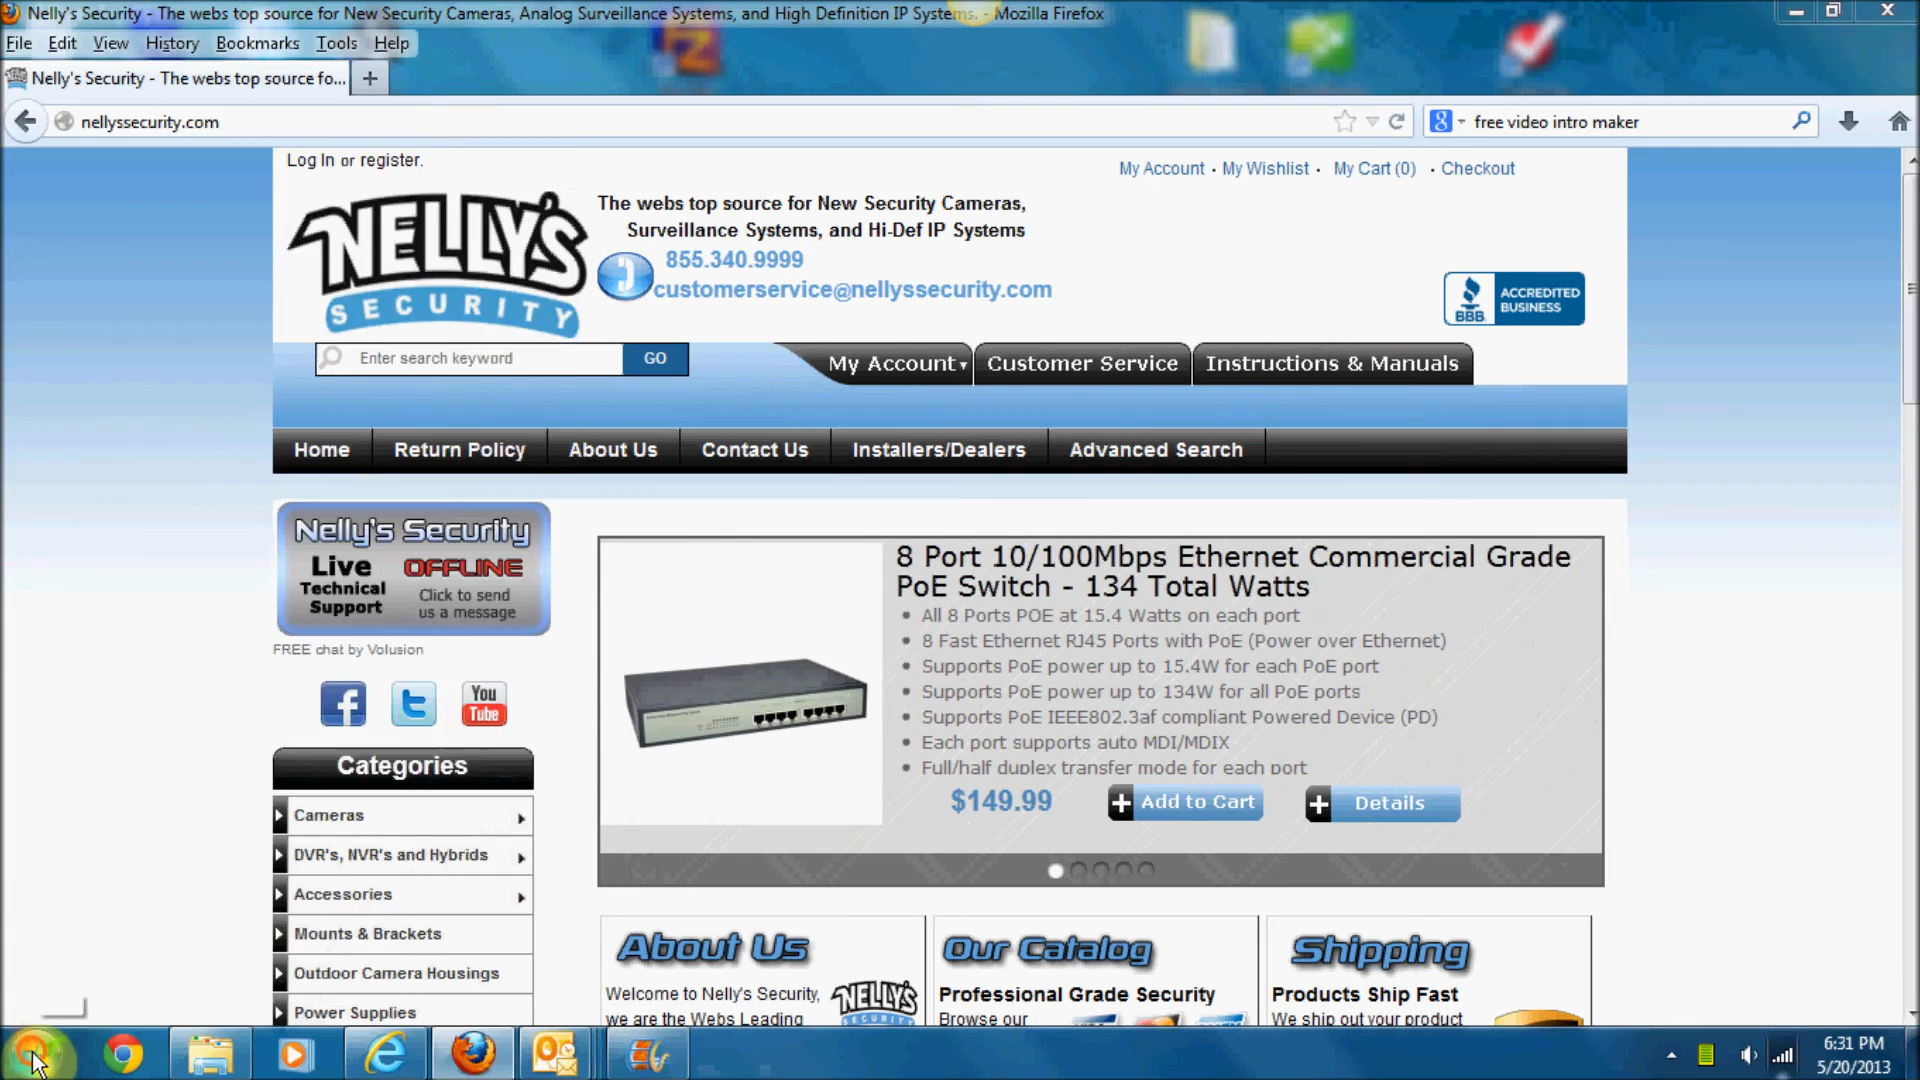 Nelly's Security - The webs top source for New Security Cameras, Analog Surveillance Systems, and High Definition IP Systems. - Mozilla Firefox
File Edit View History Bookmarks Tools Help
Nelly's Security - The webs top source fo...
nellyssecurity.com
free video intro maker
Log In or register.
My Account · My Wishlist · My Cart (0) · Checkout
NELLY'S
SECURITY
The webs top source for New Security Cameras,
Surveillance Systems, and Hi-Def IP Systems
855.340.9999
customerservice@nellyssecurity.com
BBB
ACCREDITED
BUSINESS
Enter search keyword
GO
My Account
Customer Service
Instructions & Manuals
Home
Return Policy
About Us
Contact Us
Installers/Dealers
Advanced Search
Nelly's Security
Live OFFLINE
Technical
Support
Click to send
us a message
FREE chat by Volusion
You
Tube
Categories
Cameras
DVR's, NVR's and Hybrids
Accessories
Mounts & Brackets
Outdoor Camera Housings
Power Supplies
8 Port 10/100Mbps Ethernet Commercial Grade
PoE Switch - 134 Total Watts
All 8 Ports POE at 15.4 Watts on each port
8 Fast Ethernet RJ45 Ports with PoE (Power over Ethernet)
Supports PoE power up to 15.4W for each PoE port
Supports PoE power up to 134W for all PoE ports
Supports PoE IEEE802.3af compliant Powered Device (PD)
Each port supports auto MDI/MDIX
Full/half duplex transfer mode for each port
$149.99
Add to Cart
Details
About Us
Welcome to Nelly's Security,
we are the Webs Leading
NELLY'S
SECURITY
Our Catalog
Professional Grade Security
Browse our
Shipping
Products Ship Fast
We ship out your product
6:31 PM
5/20/2013